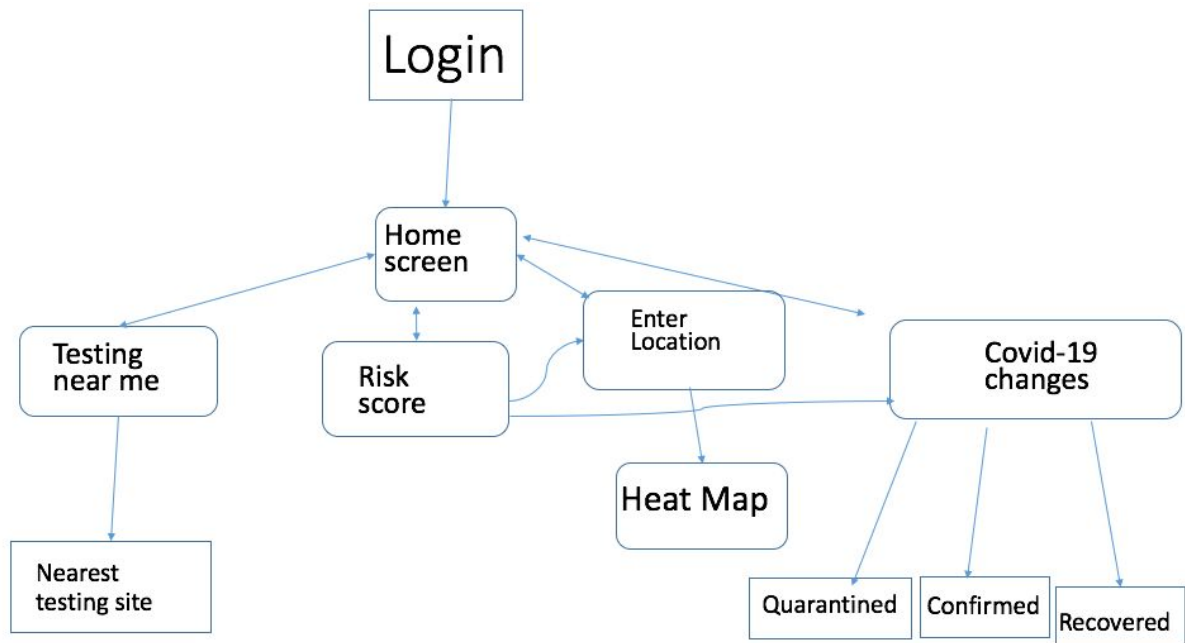 Login
Home
screen
Testing
near me
Risk
score
Enter
Location
Covid-19
changes
Heat Map
Nearest
testing site
Quarantined
Confirmed
Recovered